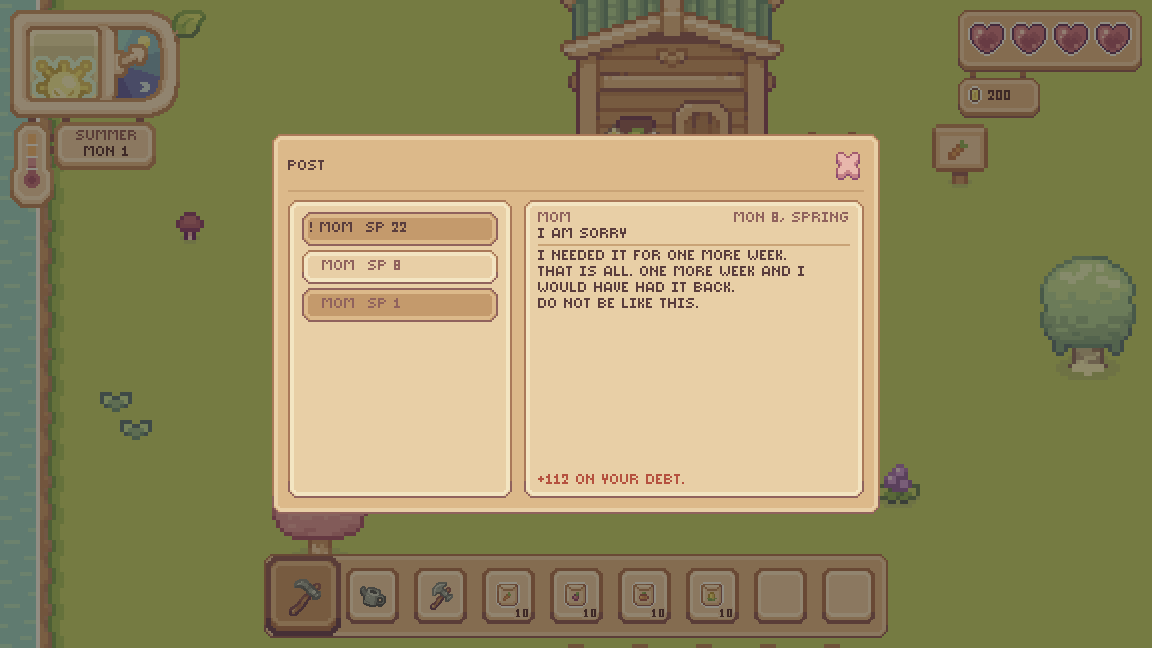 SUMMER
MON 1
200
POST
! MOM SP 22
MOM SP 8
MOM SP 1
MOM MON 8, SPRING
I AM SORRY
I NEEDED IT FOR ONE MORE WEEK.
THAT IS ALL. ONE MORE WEEK AND I
WOULD HAVE HAD IT BACK.
DO NOT BE LIKE THIS.
+112 ON YOUR DEBT.
10 10 10 10